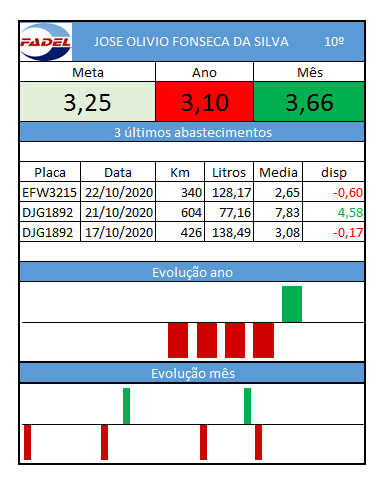 FADEL
JOSE OLIVIO FONSECA DA SILVA 10º
Meta Ano Mês
3,25 3,10 3,66
3 últimos abastecimentos
Placa Data Km Litros Media disp
EFW3215 22/10/2020 340 128,17 2,65 -0,60
DJG1892 21/10/2020 604 77,16 7,83 4,58
DJG1892 17/10/2020 426 138,49 3,08 -0,17
Evolução ano
Evolução mês